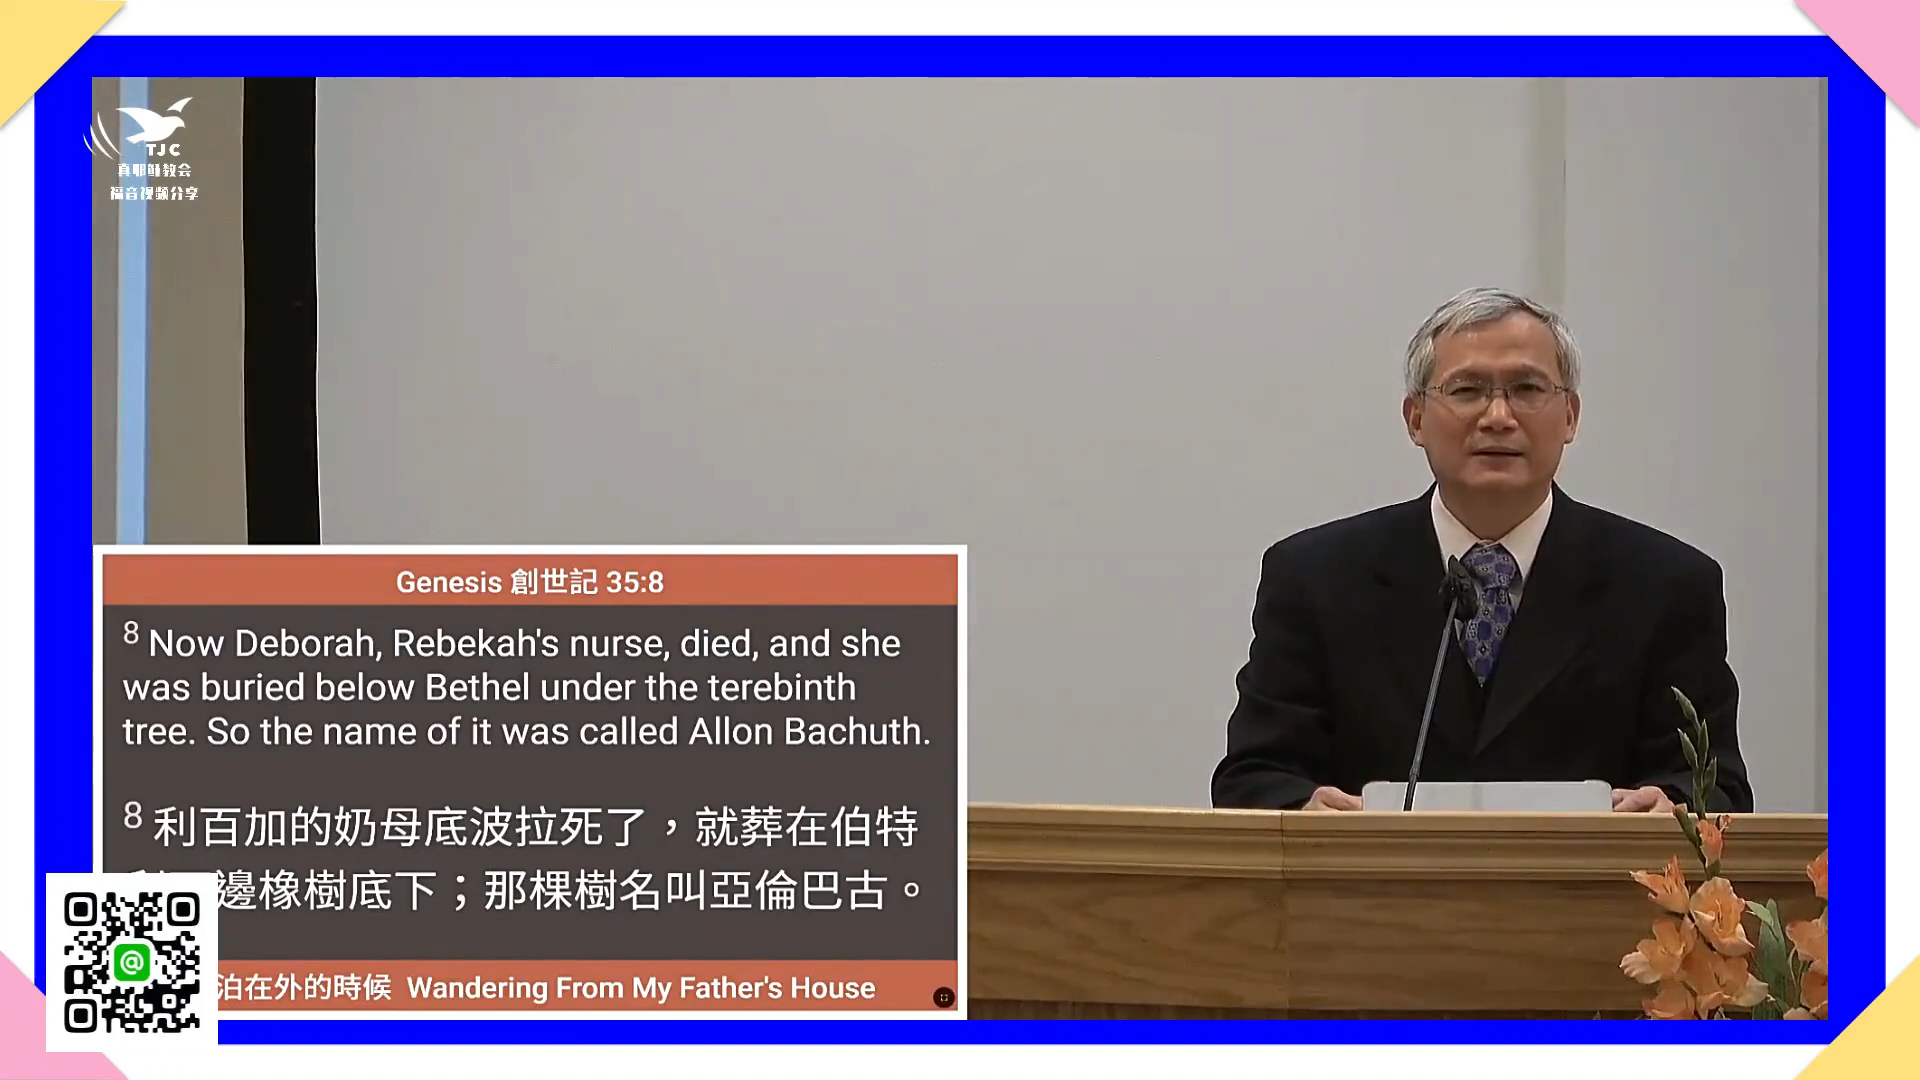 TJC
真耶穌教会
福音视频分享
Genesis 創世記 35:8
8 Now Deborah, Rebekah's nurse, died, and she
was buried below Bethel under the terebinth
tree. So the name of it was called Allon Bachuth.
8 利百加的奶母底波拉死了，就葬在伯特
邊橡樹底下；那棵樹名叫亞倫巴古。
泊在外的時候 Wandering From My Father's House